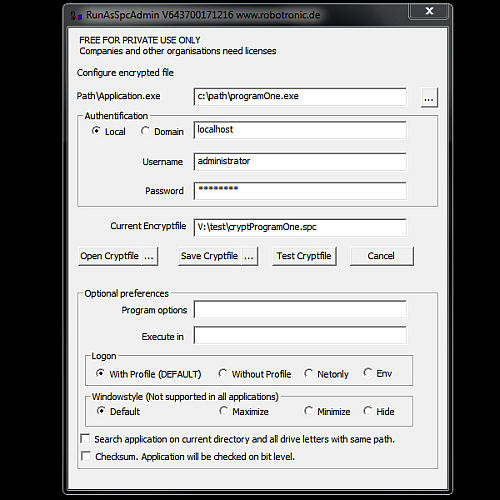 RunAsSpcAdmin V643700171216 www.robotronic.de
FREE FOR PRIVATE USE ONLY
Companies and other organisations need licenses
Configure encrypted file
Path\Application.exe c:\path\programOne.exe ...
Authentification
Local Domain localhost
Username administrator
Password ********
Current Encryptfile V:\test\cryptProgramOne.spc
Open Cryptfile ... Save Cryptfile ... Test Cryptfile Cancel
Optional preferences
Program options
Execute in
Logon
With Profile (DEFAULT) Without Profile Netonly Env
Windowstyle (Not supported in all applications)
Default Maximize Minimize Hide
Search application on current directory and all drive letters with same path.
Checksum. Application will be checked on bit level.